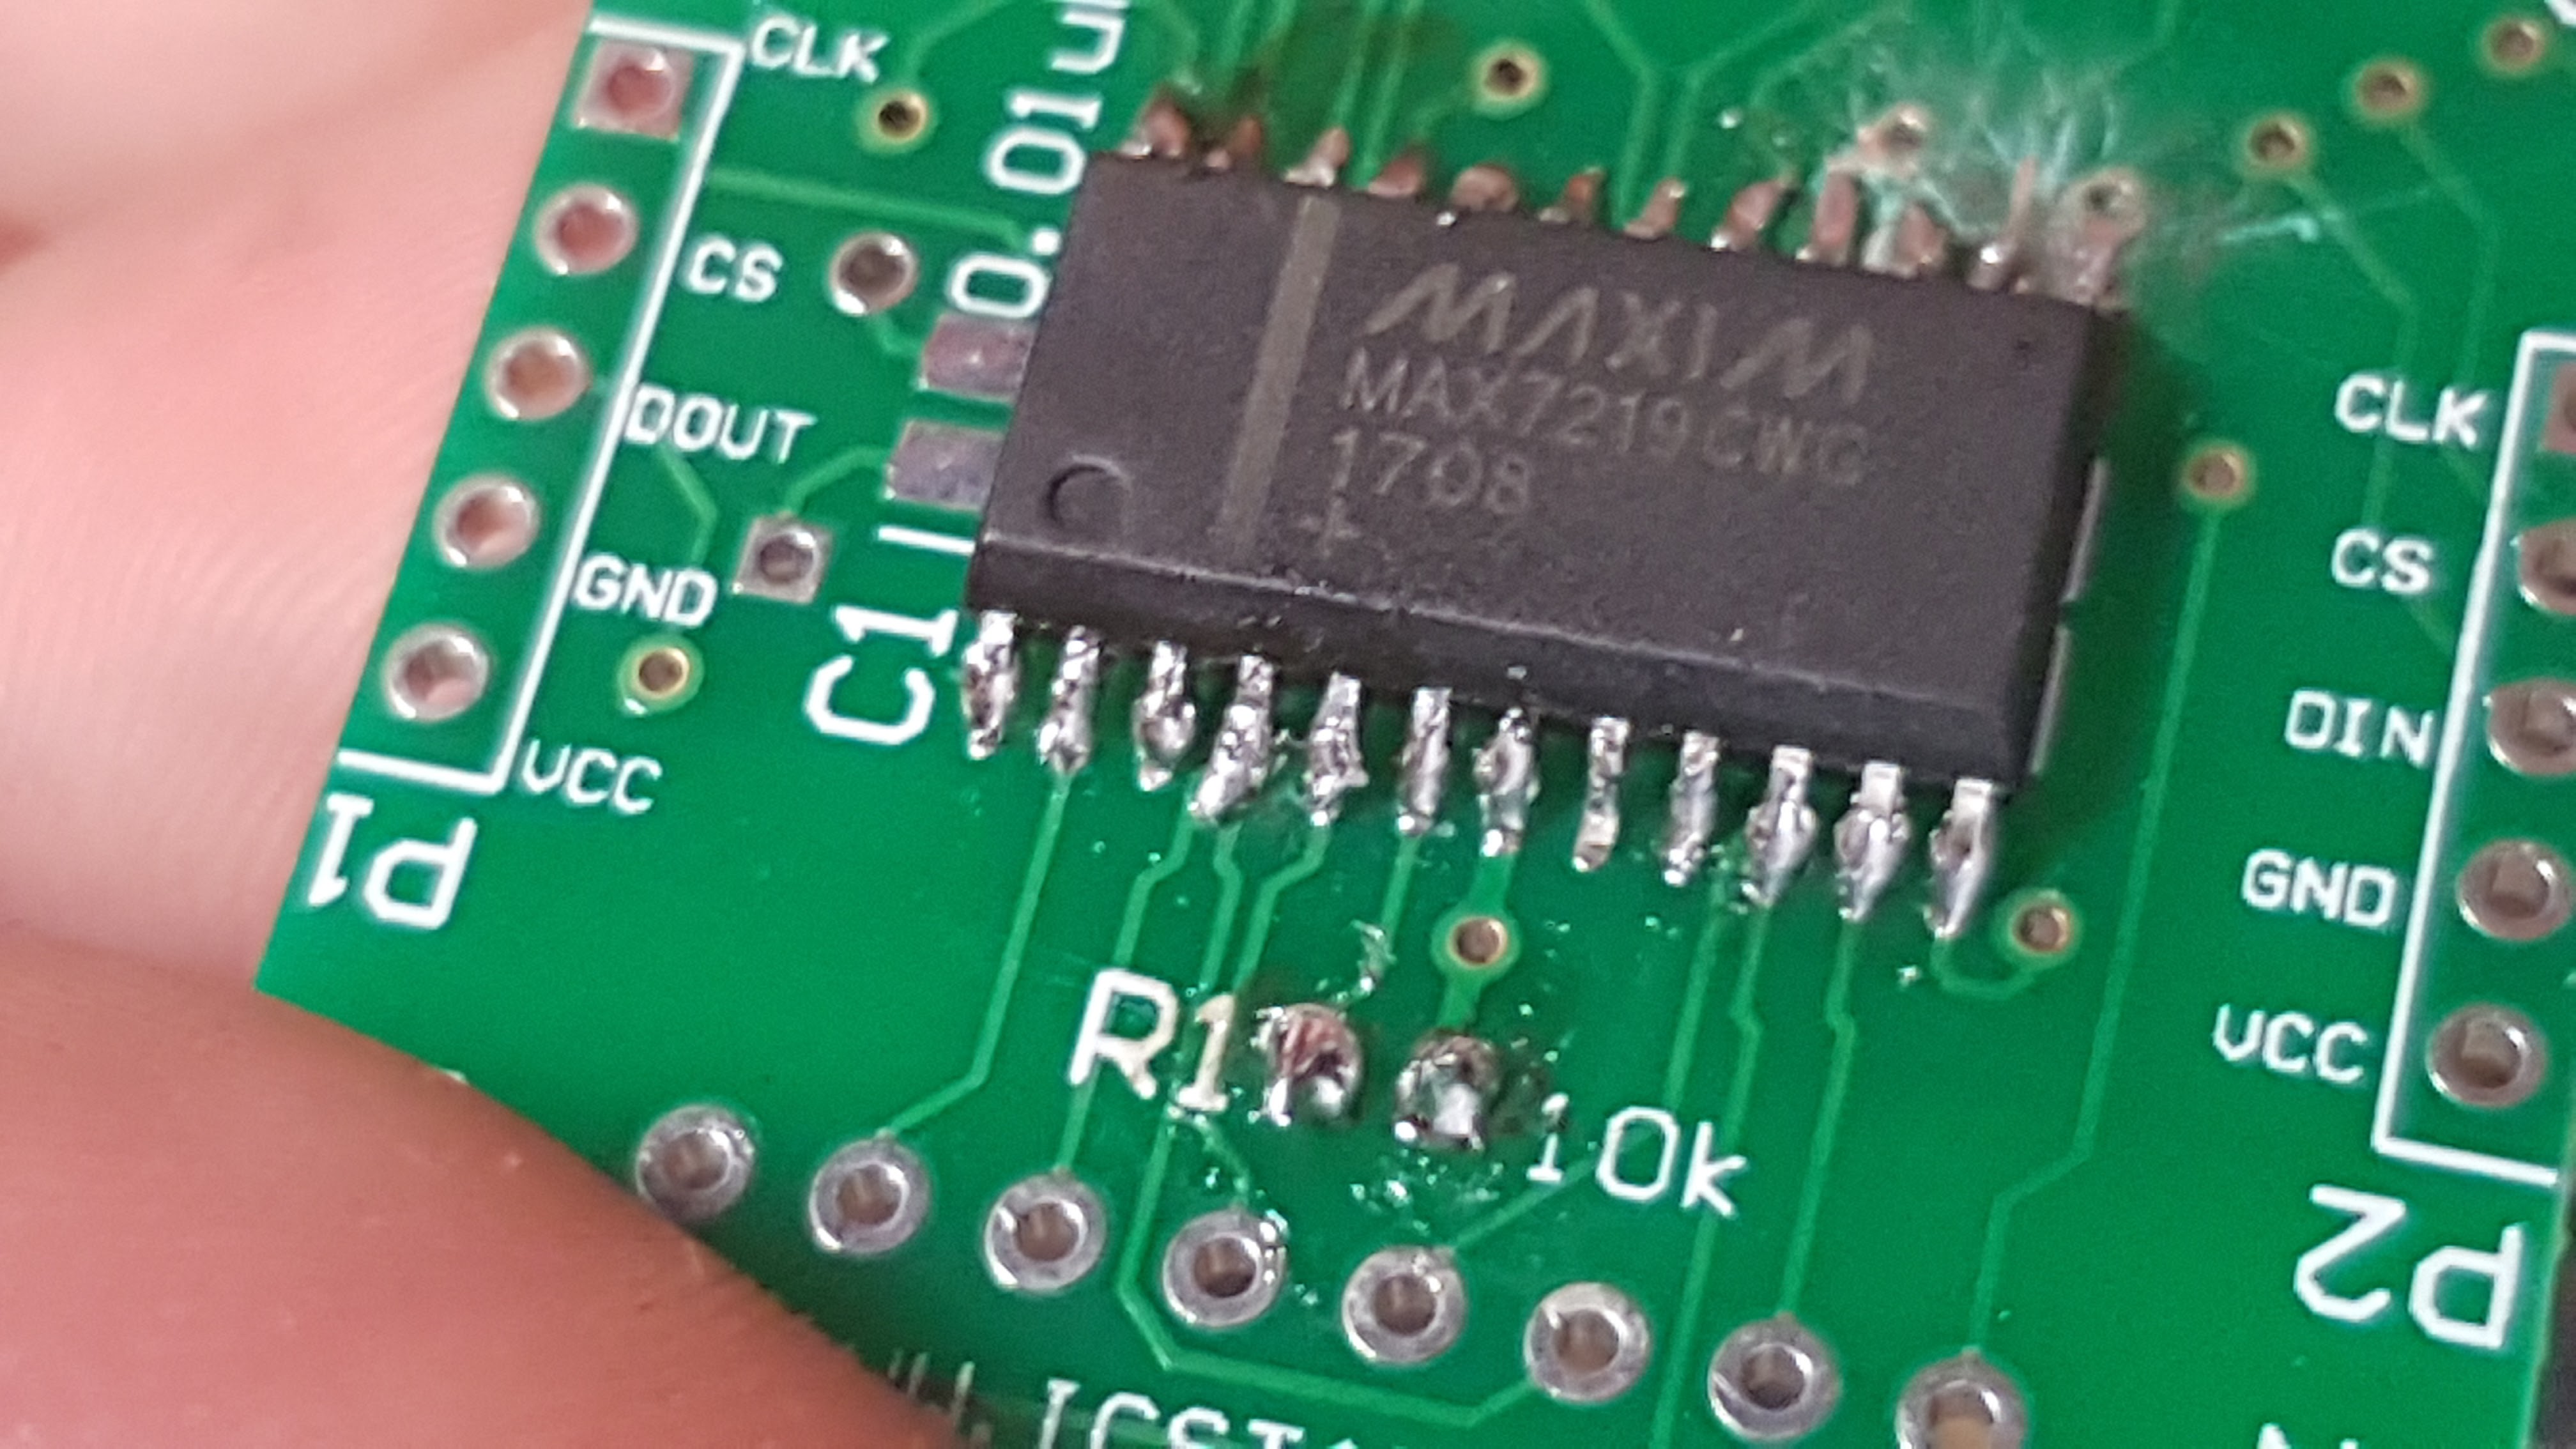 P1
VCC
GND
DOUT
CS
CLK
C1
0.01u
R1
10K
MAXIM
MAX7219CWG
+ 1708
P2
VCC
GND
DIN
CS
CLK